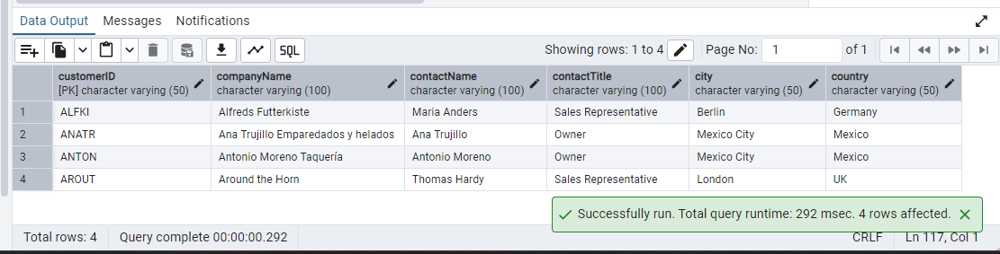 Data Output Messages Notifications
SQL Showing rows: 1 to 4 Page No: 1 of 1
customerID companyName contactName contactTitle city country
[PK] character varying (50) character varying (100) character varying (100) character varying (100) character varying (50) character varying (50)
1 ALFKI Alfreds Futterkiste Maria Anders Sales Representative Berlin Germany
2 ANATR Ana Trujillo Emparedados y helados Ana Trujillo Owner Mexico City Mexico
3 ANTON Antonio Moreno Taquería Antonio Moreno Owner Mexico City Mexico
4 AROUT Around the Horn Thomas Hardy Sales Representative London UK
Successfully run. Total query runtime: 292 msec. 4 rows affected.
Total rows: 4 Query complete 00:00:00.292 CRLF Ln 117, Col 1